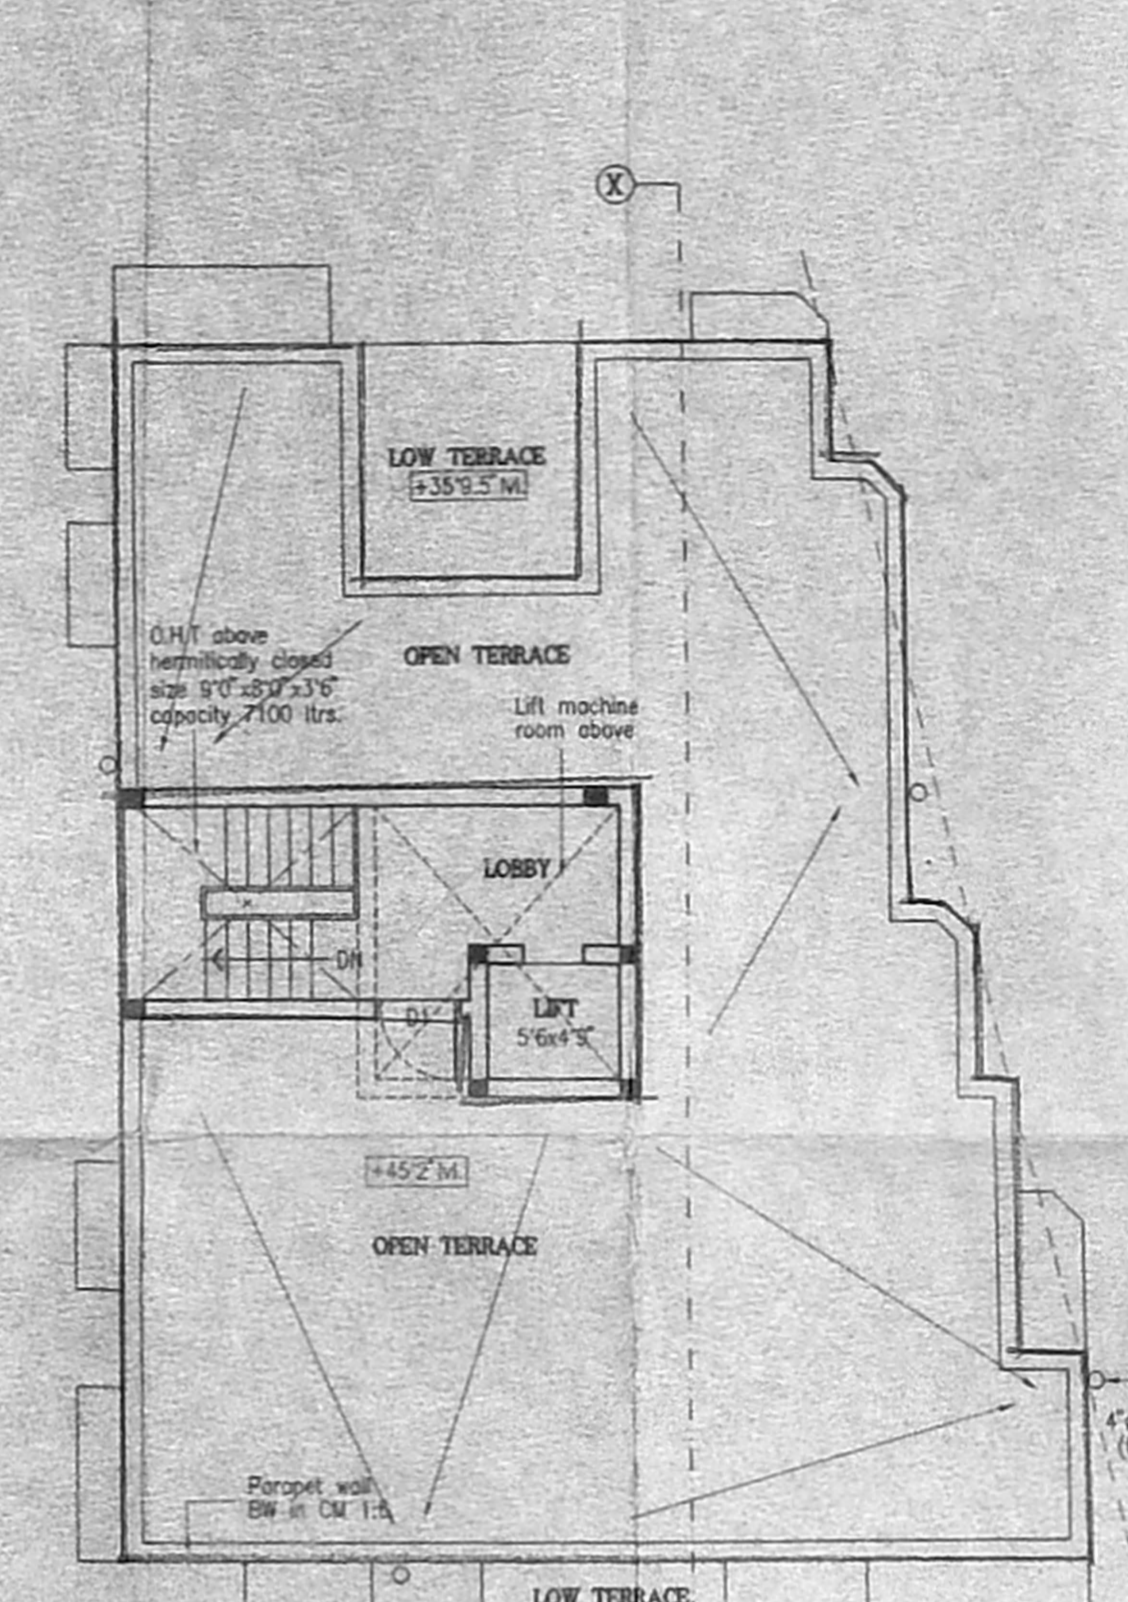 X
LOW TERRACE
+35'9.5" M.
O.H.T above
hermitically closed
size 9'0"x8'0"x3'6"
capacity 7100 ltrs.
OPEN TERRACE
Lift machine
room above
LOBBY
DN
D1
LIFT
5'6x4'9"
+45'2" M.
OPEN TERRACE
4"
Parapet wall
BW in CM 1:6
LOW TERRACE